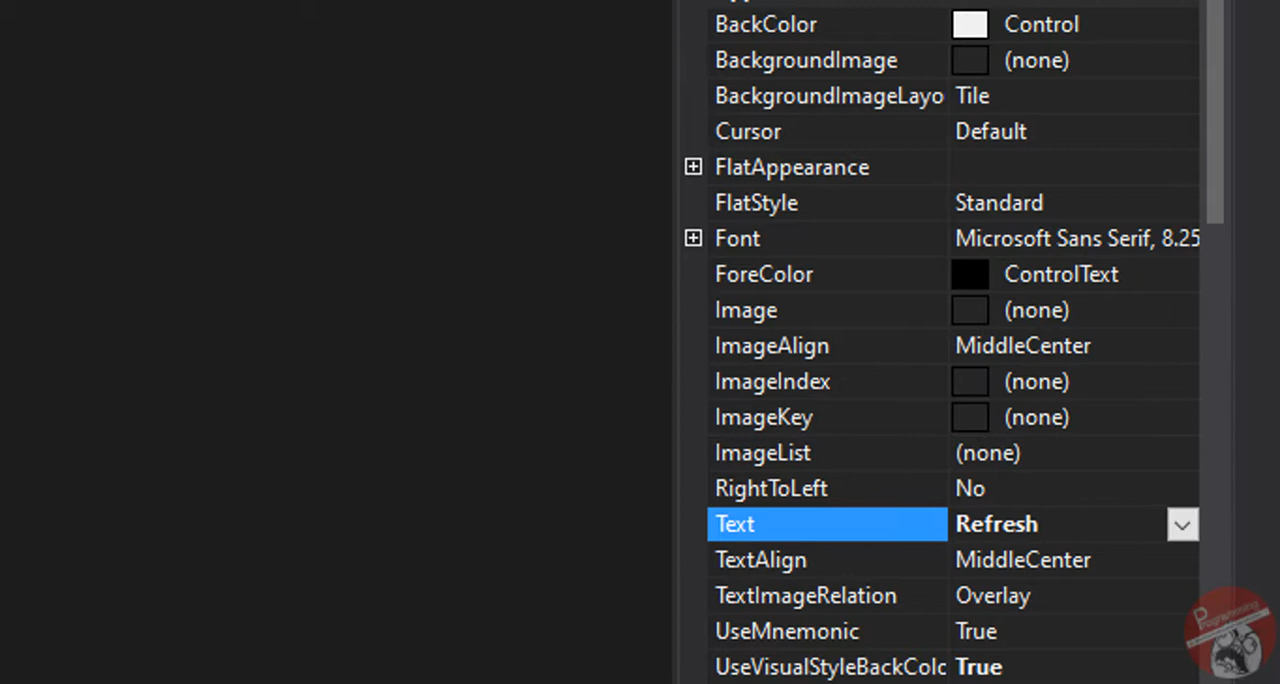 BackColor Control
BackgroundImage (none)
BackgroundImageLayo Tile
Cursor Default
FlatAppearance
FlatStyle Standard
Font Microsoft Sans Serif, 8.25
ForeColor ControlText
Image (none)
ImageAlign MiddleCenter
ImageIndex (none)
ImageKey (none)
ImageList (none)
RightToLeft No
Text Refresh
TextAlign MiddleCenter
TextImageRelation Overlay
UseMnemonic True
UseVisualStyleBackColo True
Programming